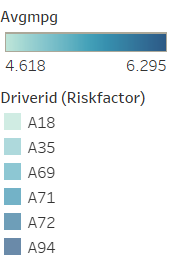 Avgmpg
4.618 6.295
Driverid (Riskfactor)
A18
A35
A69
A71
A72
A94